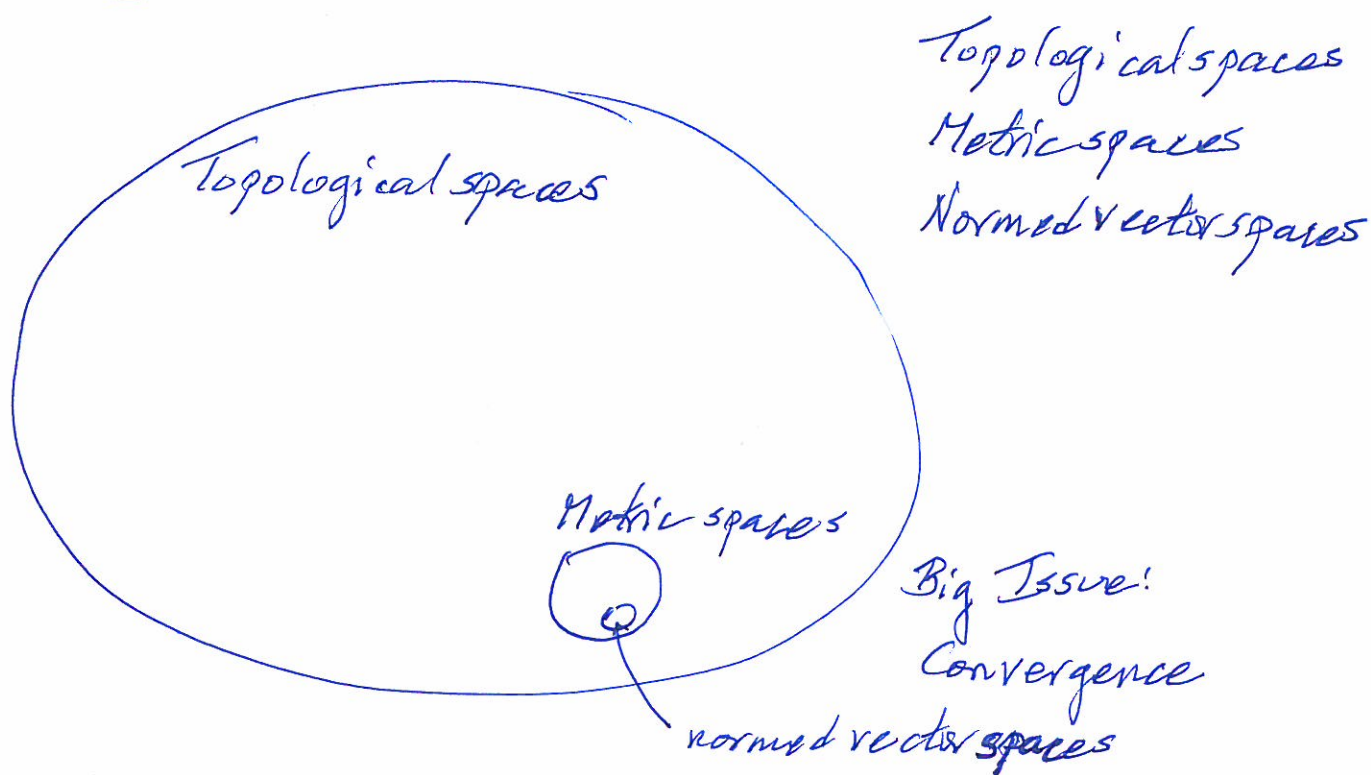 Topological spaces
Metric spaces
Normed vector spaces
Topological spaces
Metric spaces
Big Issue:
Convergence
normed vector spaces